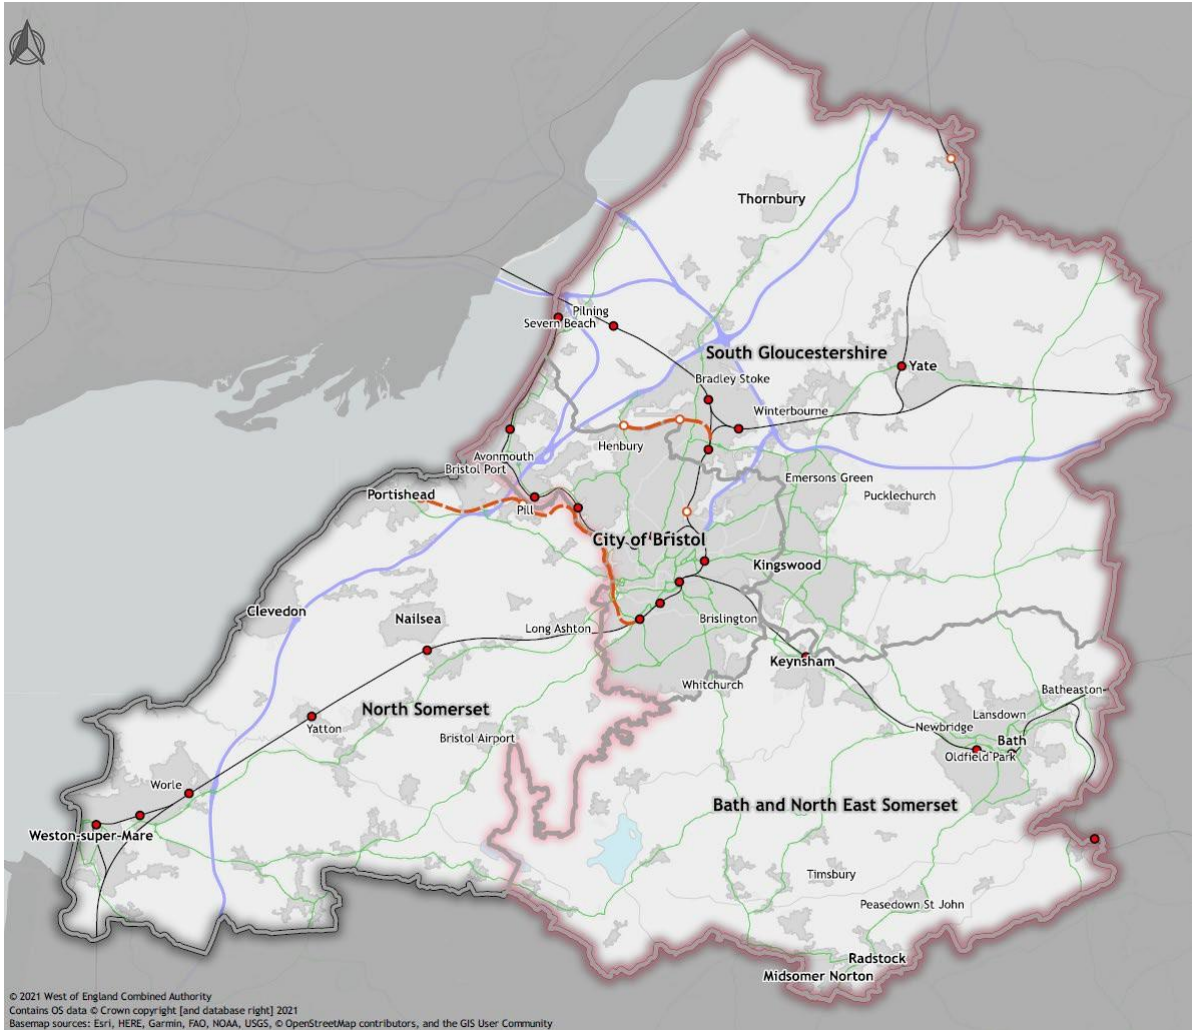 Thornbury
Pilning
Severn Beach
South Gloucestershire
Yate
Bradley Stoke
Winterbourne
Henbury
Avonmouth
Bristol Port
Emersons Green
Pucklechurch
Portishead
Pill
City of Bristol
Kingswood
Clevedon
Nailsea
Long Ashton
Brislington
Keynsham
Whitchurch
Batheaston
North Somerset
Lansdown
Yatton
Bristol Airport
Newbridge
Bath
Oldfield Park
Worle
Bath and North East Somerset
Weston-super-Mare
Timsbury
Peasedown St John
Radstock
Midsomer Norton
© 2021 West of England Combined Authority
Contains OS data © Crown copyright [and database right] 2021
Basemap sources: Esri, HERE, Garmin, FAO, NOAA, USGS, © OpenStreetMap contributors, and the GIS User Community